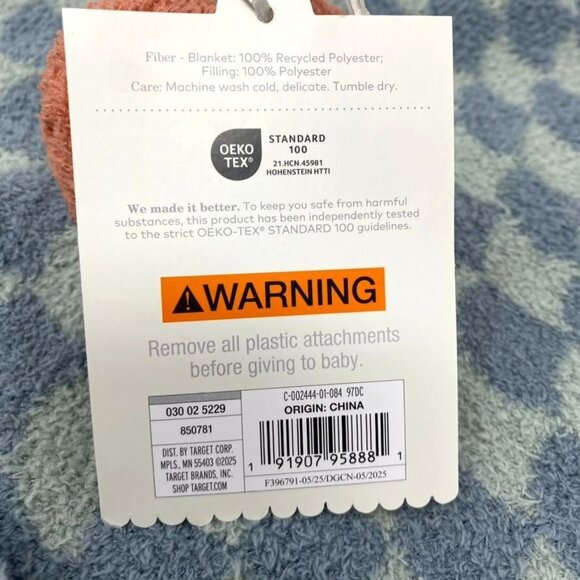 Fiber - Blanket: 100% Recycled Polyester;
Filling: 100% Polyester
Care: Machine wash cold, delicate. Tumble dry.
OEKO
TEX®
STANDARD
100
21.HCN.45981
HOHENSTEIN HTTI
We made it better. To keep you safe from harmful
substances, this product has been independently tested
to the strict OEKO-TEX® STANDARD 100 guidelines.
WARNING
Remove all plastic attachments
before giving to baby.
030 02 5229
850781
DIST. BY TARGET CORP.
MPLS., MN 55403 ©2025
TARGET BRANDS, INC.
SHOP TARGET.COM
C-002444-01-084 97DC
ORIGIN: CHINA
1 91907 95888 1
F396791-05/25/DGCN-05/2025